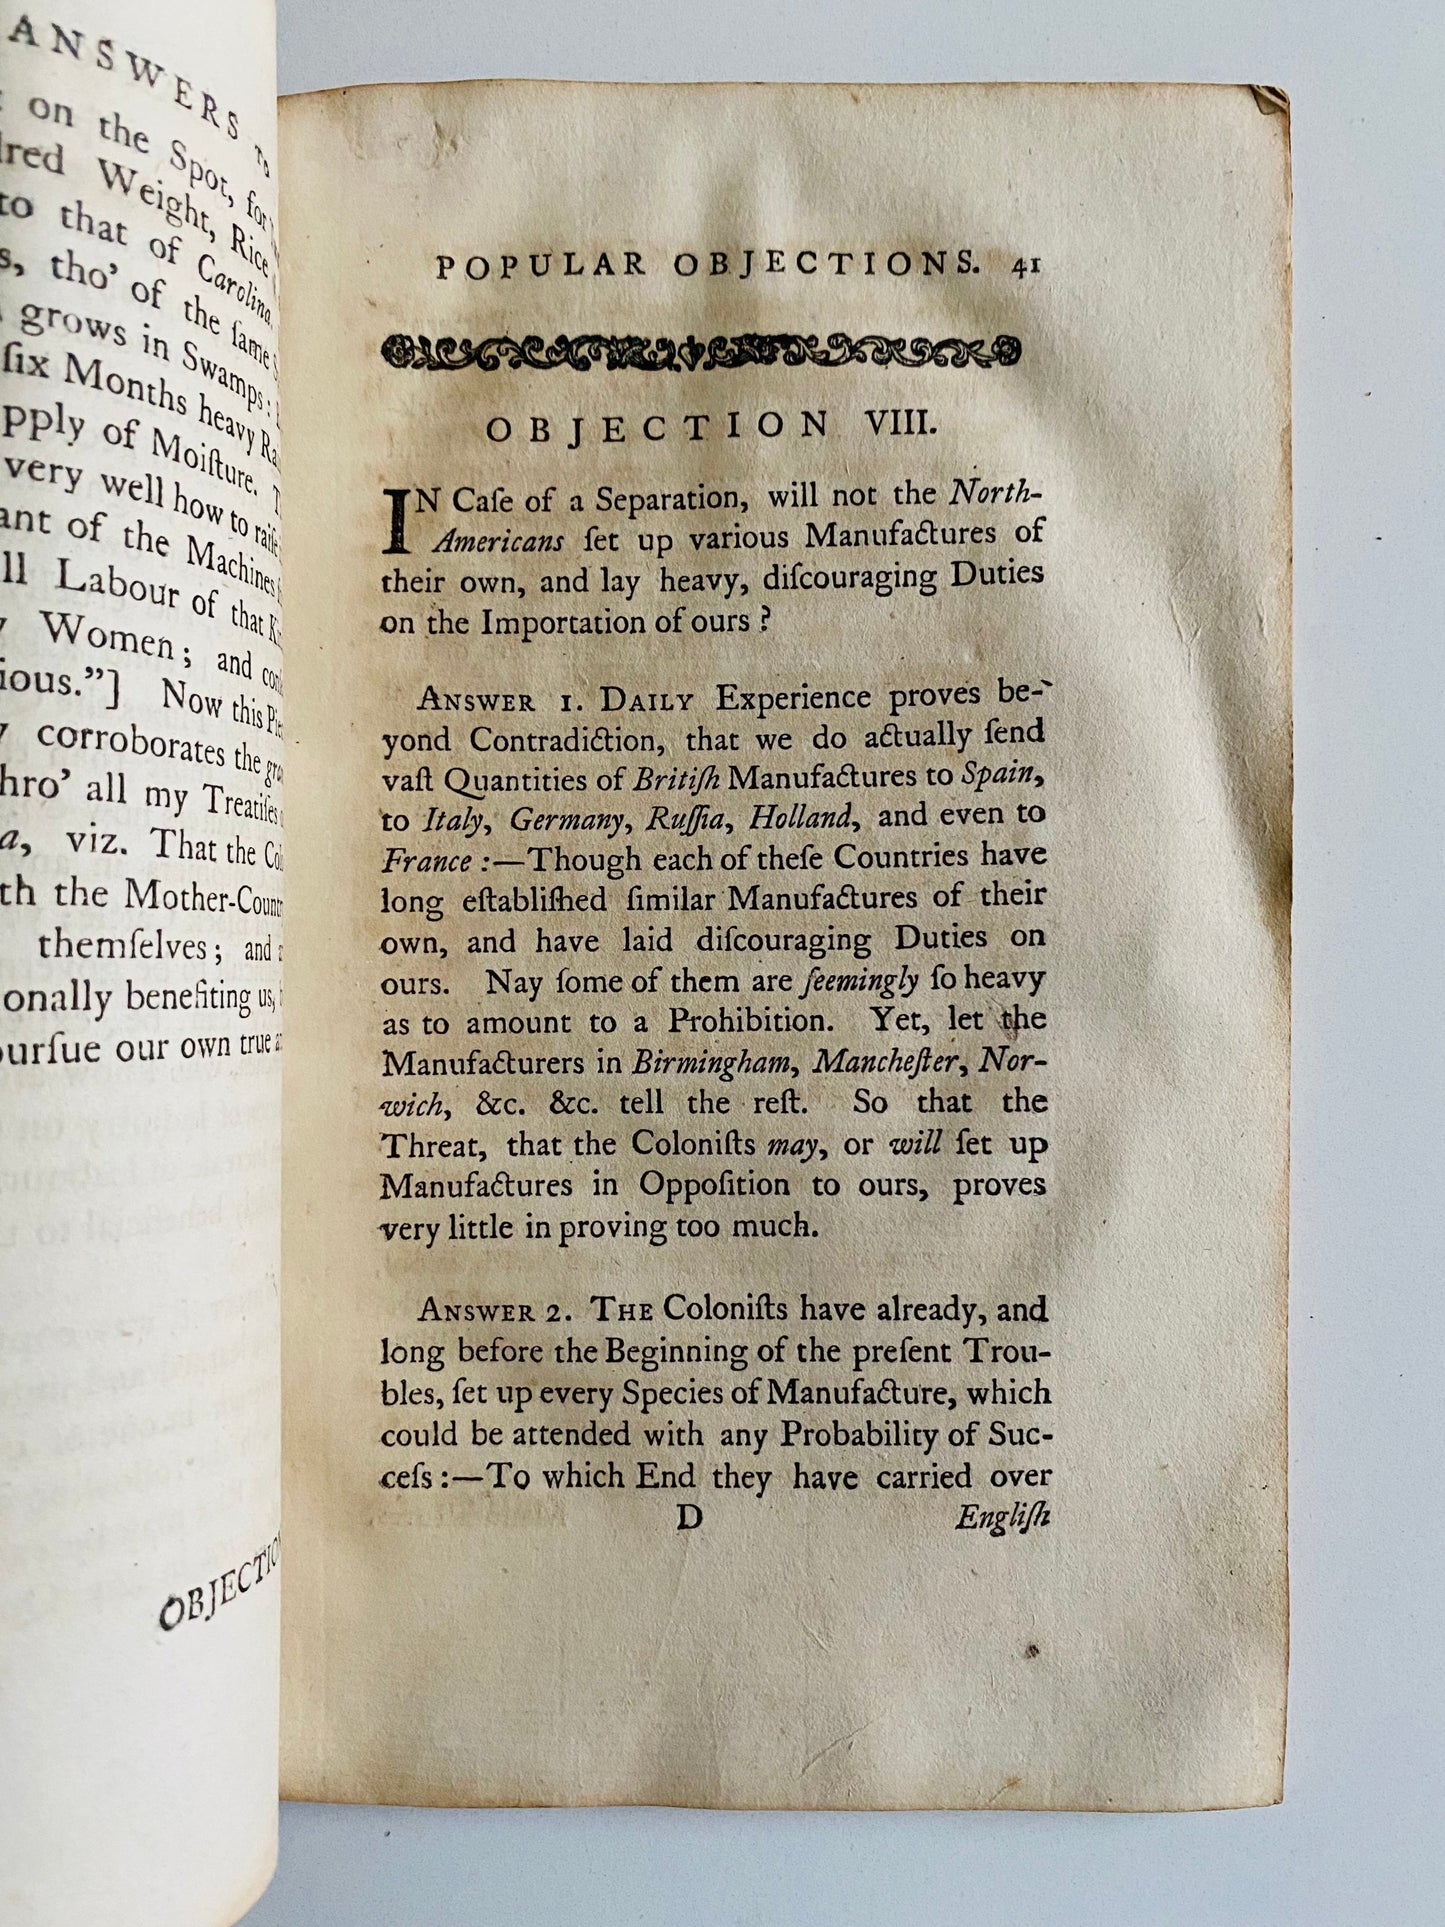 ANSWERS TO
on the Spot, for
Weight, Rice
to that of Carolina.
tho' of the ſame
grows in Swamps:
ſix Months heavy
of Moiſture.
very well how to raiſe
of the Machines
Labour of that
Women; and
Now this
corroborates the
all my Treatiſes
viz. That the
the Mother-Country
themſelves; and
benefiting us,
our own true
POPULAR OBJECTIONS. 41
OBJECTION VIII.
IN Caſe of a Separation, will not the North-
Americans ſet up various Manufactures of
their own, and lay heavy, diſcouraging Duties
on the Importation of ours?
ANSWER 1. DAILY Experience proves be-
yond Contradiction, that we do actually ſend
vaſt Quantities of Britiſh Manufactures to Spain,
to Italy, Germany, Ruſſia, Holland, and even to
France:—Though each of theſe Countries have
long eſtabliſhed ſimilar Manufactures of their
own, and have laid diſcouraging Duties on
ours. Nay ſome of them are ſeemingly ſo heavy
as to amount to a Prohibition. Yet, let the
Manufacturers in Birmingham, Mancheſter, Nor-
wich, &c. &c. tell the reſt. So that the
Threat, that the Coloniſts may, or will ſet up
Manufactures in Oppoſition to ours, proves
very little in proving too much.
ANSWER 2. THE Coloniſts have already, and
long before the Beginning of the preſent Trou-
bles, ſet up every Species of Manufacture, which
could be attended with any Probability of Suc-
ceſs:—To which End they have carried over
D English